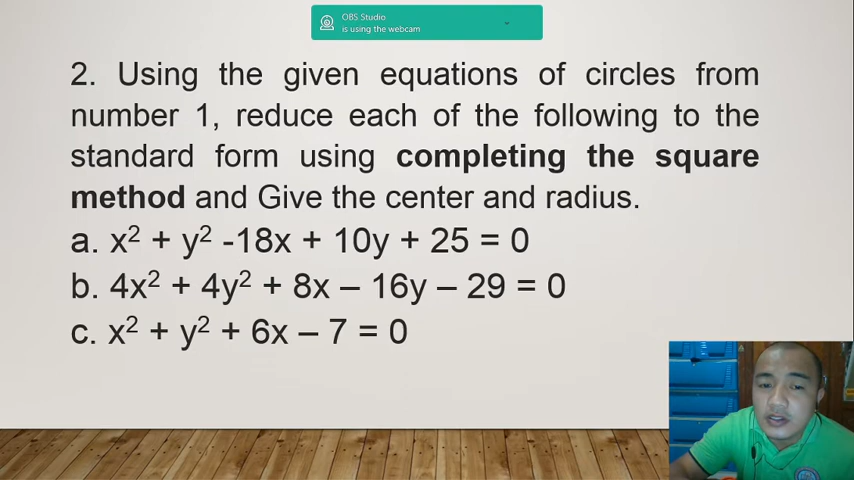 OBS Studio
is using the webcam
2. Using the given equations of circles from
number 1, reduce each of the following to the
standard form using completing the square
method and Give the center and radius.
a. x² + y² -18x + 10y + 25 = 0
b. 4x² + 4y² + 8x – 16y – 29 = 0
c. x² + y² + 6x – 7 = 0